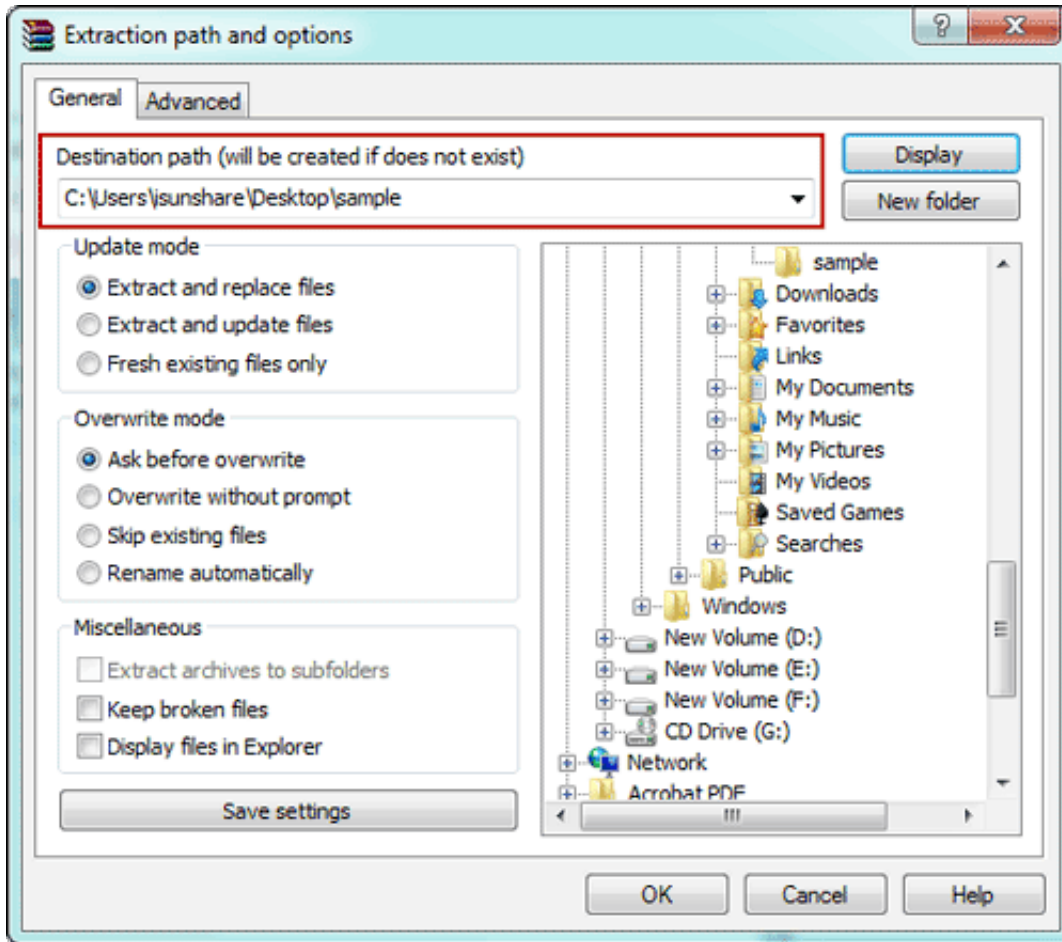 Extraction path and options
General
Advanced
Destination path (will be created if does not exist)
C:\Users\isunshare\Desktop\sample
Display
New folder
Update mode
Extract and replace files
Extract and update files
Fresh existing files only
Overwrite mode
Ask before overwrite
Overwrite without prompt
Skip existing files
Rename automatically
Miscellaneous
Extract archives to subfolders
Keep broken files
Display files in Explorer
Save settings
sample
Downloads
Favorites
Links
My Documents
My Music
My Pictures
My Videos
Saved Games
Searches
Public
Windows
New Volume (D:)
New Volume (E:)
New Volume (F:)
CD Drive (G:)
Network
Acrobat PDF
OK
Cancel
Help